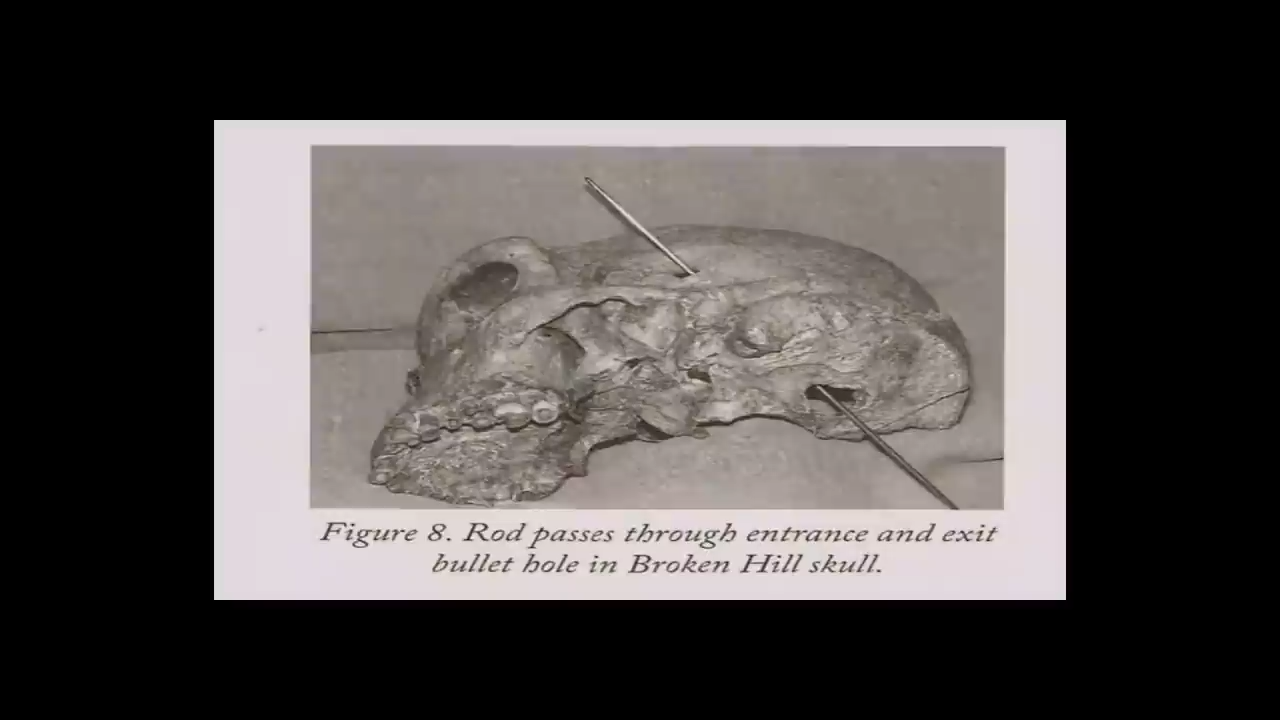 Figure 8. Rod passes through entrance and exit
bullet hole in Broken Hill skull.